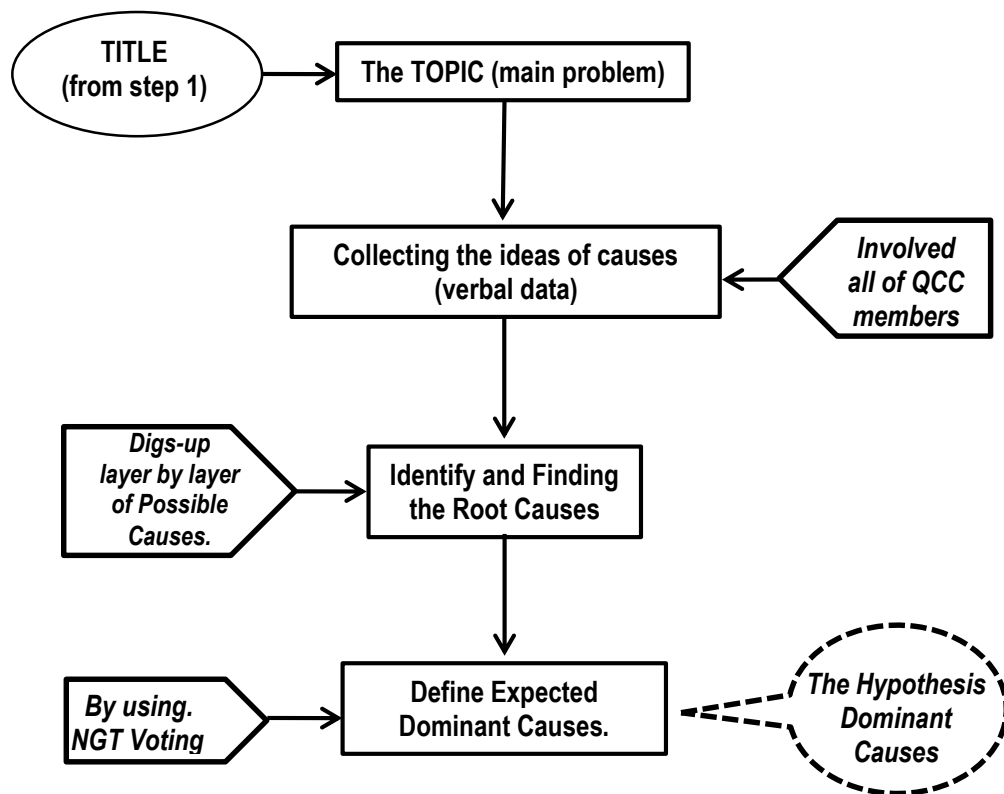 TITLE
(from step 1)
The TOPIC (main problem)
Collecting the ideas of causes
(verbal data)
Involved
all of QCC
members
Digs-up
layer by layer
of Possible
Causes.
Identify and Finding
the Root Causes
By using.
NGT Voting
Define Expected
Dominant Causes.
The Hypothesis
Dominant
Causes